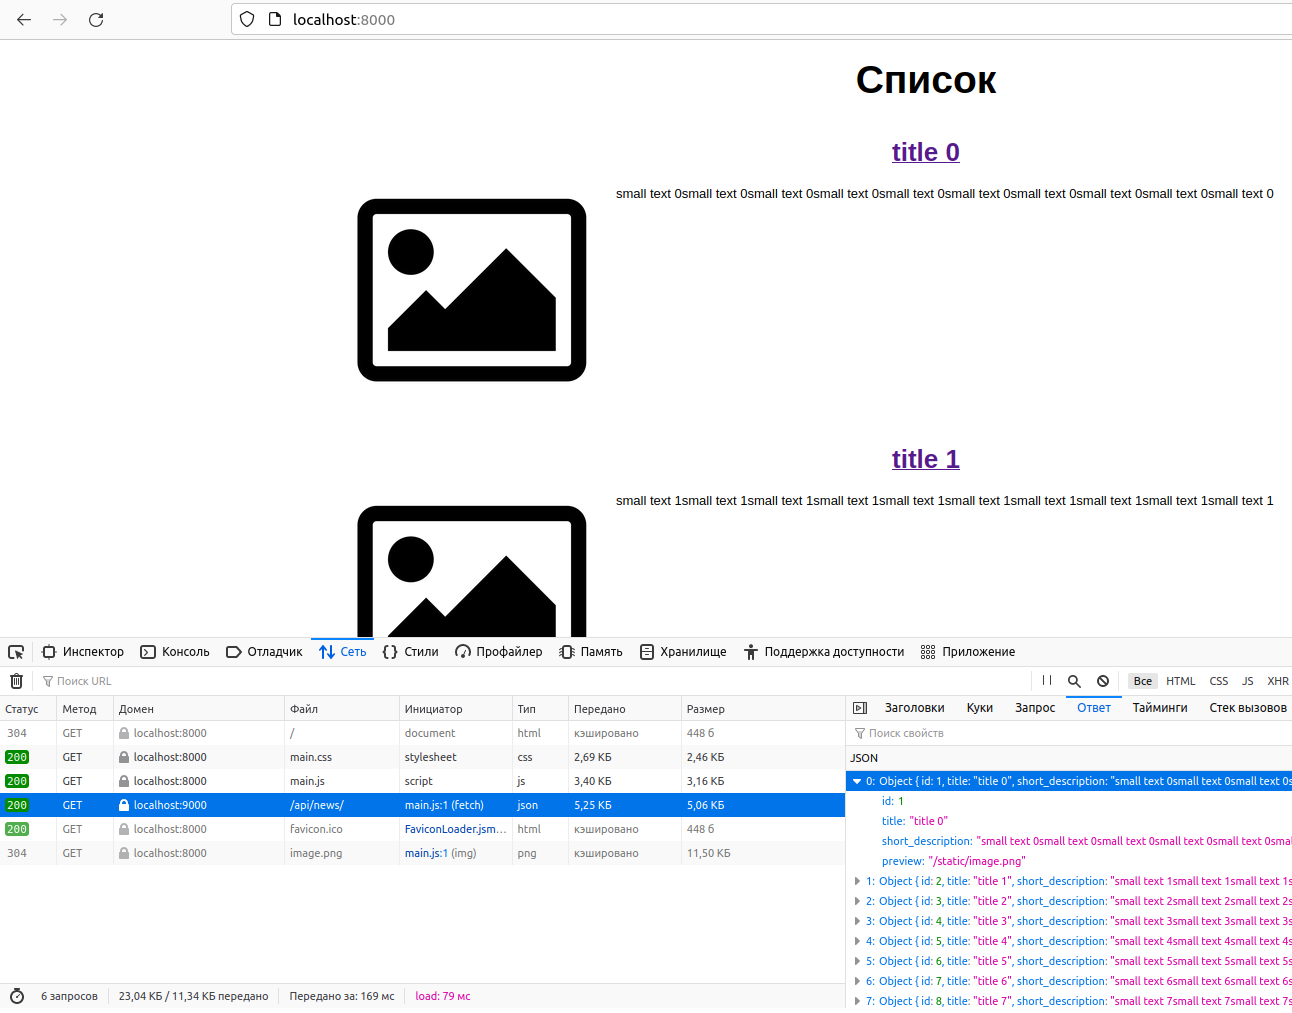 localhost:8000
Список
title 0
small text 0small text 0small text 0small text 0small text 0small text 0small text 0small text 0small text 0small text 0
title 1
small text 1small text 1small text 1small text 1small text 1small text 1small text 1small text 1small text 1small text 1
Инспектор Консоль Отладчик Сеть Стили Профайлер Память Хранилище Поддержка доступности Приложение
Поиск URL Все HTML CSS JS XHR
Статус Метод Домен Файл Инициатор Тип Передано Размер
304 GET localhost:8000 / document html кэшировано 448 б
200 GET localhost:8000 main.css stylesheet css 2,69 КБ 2,46 КБ
200 GET localhost:8000 main.js script js 3,40 КБ 3,16 КБ
200 GET localhost:9000 /api/news/ main.js:1 (fetch) json 5,25 КБ 5,06 КБ
200 GET localhost:8000 favicon.ico FaviconLoader.jsm... html кэшировано 448 б
304 GET localhost:8000 image.png main.js:1 (img) png кэшировано 11,50 КБ
6 запросов 23,04 КБ / 11,34 КБ передано Передано за: 169 мс load: 79 мс
Заголовки Куки Запрос Ответ Тайминги Стек вызовов
Поиск свойств
JSON
0: Object { id: 1, title: "title 0", short_description: "small text 0small text 0small text 0s
id: 1
title: "title 0"
short_description: "small text 0small text 0small text 0small text 0small text 0sma
preview: "/static/image.png"
1: Object { id: 2, title: "title 1", short_description: "small text 1small text 1small text 1s
2: Object { id: 3, title: "title 2", short_description: "small text 2small text 2small text 2s
3: Object { id: 4, title: "title 3", short_description: "small text 3small text 3small text 3s
4: Object { id: 5, title: "title 4", short_description: "small text 4small text 4small text 4s
5: Object { id: 6, title: "title 5", short_description: "small text 5small text 5small text 5s
6: Object { id: 7, title: "title 6", short_description: "small text 6small text 6small text 6s
7: Object { id: 8, title: "title 7", short_description: "small text 7small text 7small text 7s